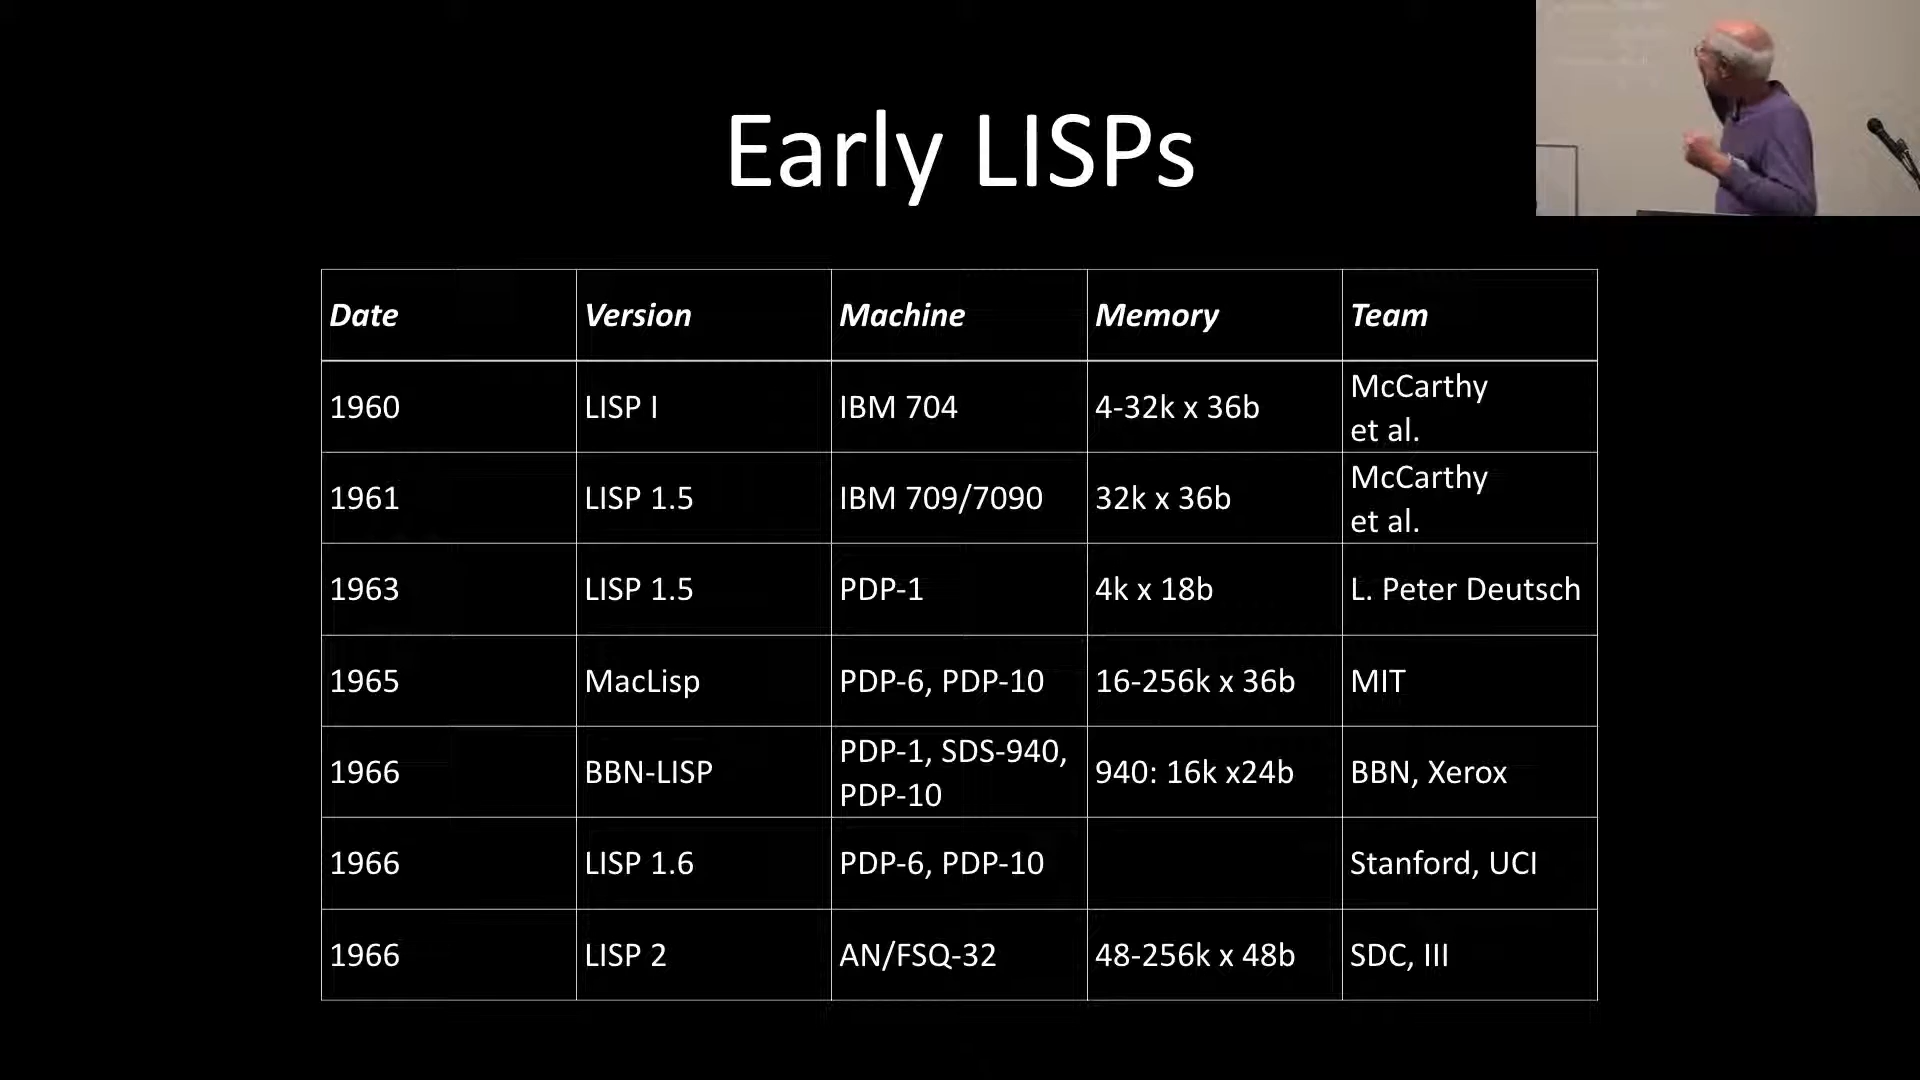 Early LISPs
Date Version Machine Memory Team
1960 LISP I IBM 704 4-32k x 36b McCarthy
et al.
1961 LISP 1.5 IBM 709/7090 32k x 36b McCarthy
et al.
1963 LISP 1.5 PDP-1 4k x 18b L. Peter Deutsch
1965 MacLisp PDP-6, PDP-10 16-256k x 36b MIT
1966 BBN-LISP PDP-1, SDS-940,
PDP-10 940: 16k x24b BBN, Xerox
1966 LISP 1.6 PDP-6, PDP-10 Stanford, UCI
1966 LISP 2 AN/FSQ-32 48-256k x 48b SDC, III